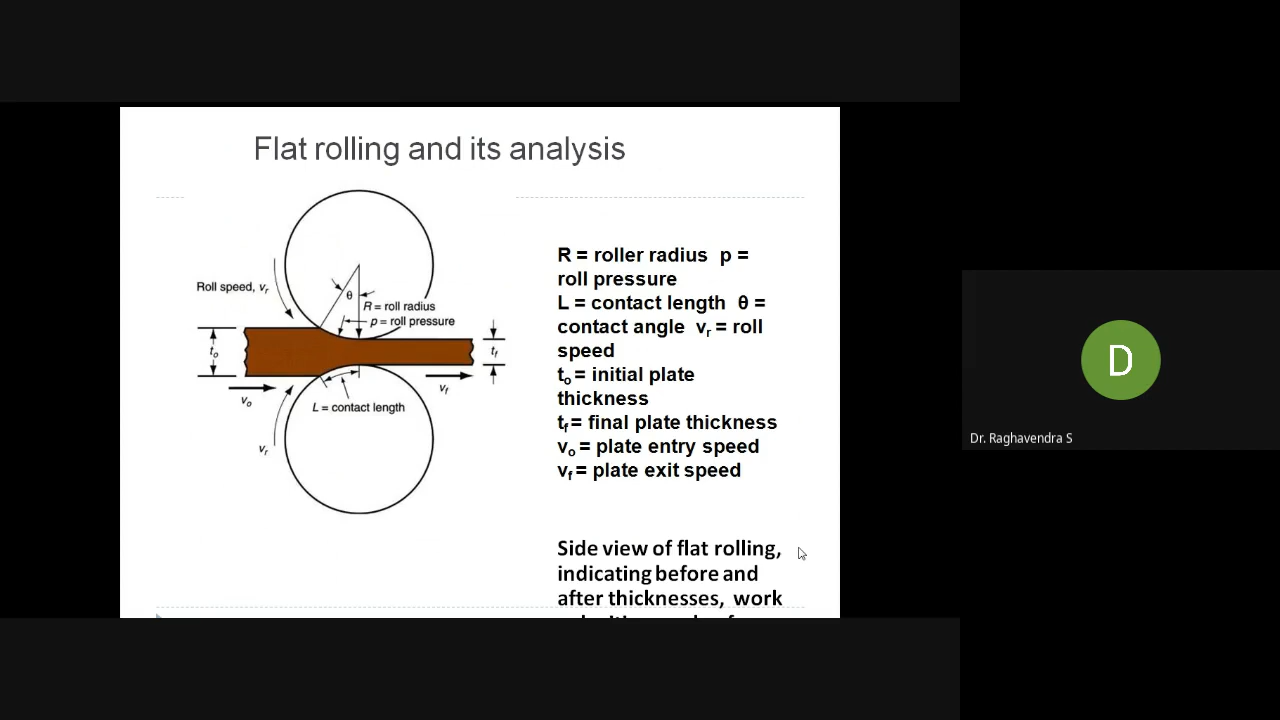 Flat rolling and its analysis
Roll speed, vr
θ
R = roll radius
p = roll pressure
to
tf
vo
vf
L = contact length
vr
R = roller radius p =
roll pressure
L = contact length θ =
contact angle vr = roll
speed
to = initial plate
thickness
tf = final plate thickness
vo = plate entry speed
vf = plate exit speed
Side view of flat rolling,
indicating before and
after thicknesses, work
D
Dr. Raghavendra S